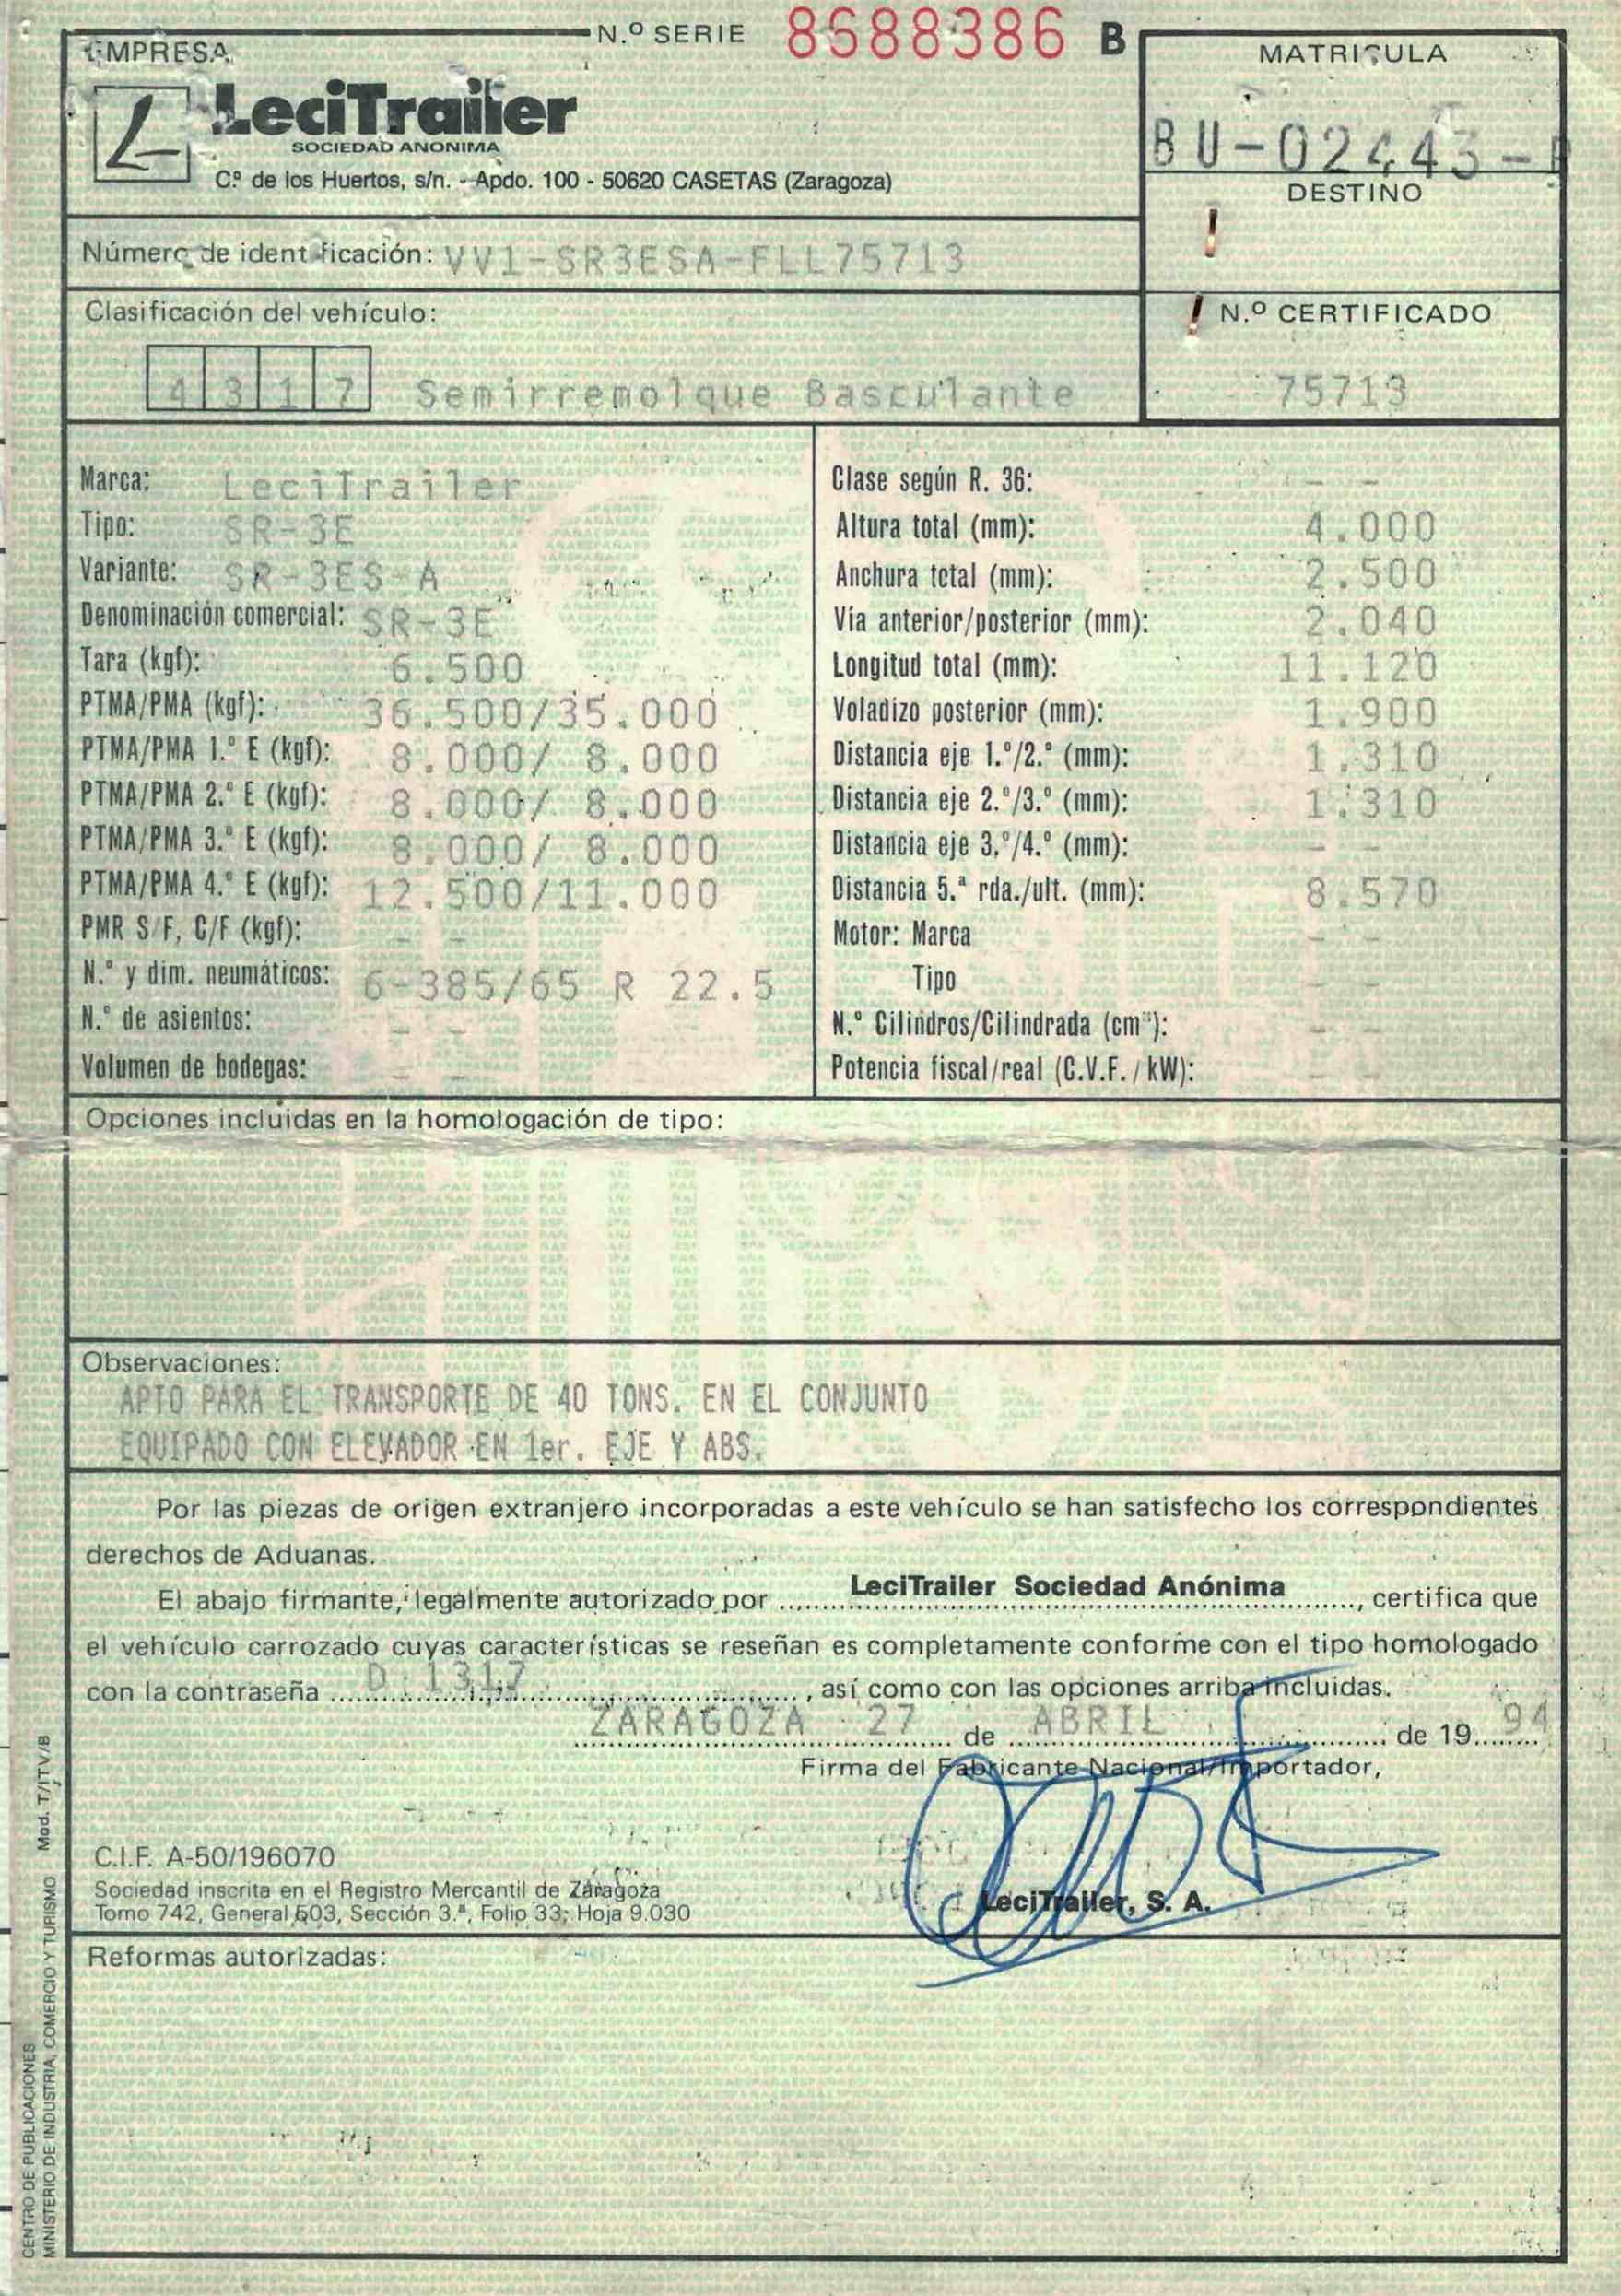 EMPRESA
N.º SERIE 8688386 B
MATRICULA
LeciTrailer
SOCIEDAD ANONIMA
C.º de los Huertos, s/n. - Apdo. 100 - 50620 CASETAS (Zaragoza)
BU-02443-R
DESTINO
Número de identificación: VV1-SR3ESA-FLL75713
Clasificación del vehículo:
4 3 1 7 Semirremolque Basculante
N.º CERTIFICADO
75713
Marca: LeciTrailer
Tipo: SR-3E
Variante: SR-3ES-A
Denominación comercial: SR-3E
Tara (kgf): 6.500
PTMA/PMA (kgf): 36.500/35.000
PTMA/PMA 1.º E (kgf): 8.000/ 8.000
PTMA/PMA 2.º E (kgf): 8.000/ 8.000
PTMA/PMA 3.º E (kgf): 8.000/ 8.000
PTMA/PMA 4.º E (kgf): 12.500/11.000
PMR S/F, C/F (kgf): - -
N.º y dim. neumáticos: 6-385/65 R 22.5
N.º de asientos: - -
Volumen de bodegas: - -
Clase según R. 36: - -
Altura total (mm): 4.000
Anchura total (mm): 2.500
Vía anterior/posterior (mm): 2.040
Longitud total (mm): 11.120
Voladizo posterior (mm): 1.900
Distancia eje 1.º/2.º (mm): 1.310
Distancia eje 2.º/3.º (mm): 1.310
Distancia eje 3.º/4.º (mm): - -
Distancia 5.ª rda./ult. (mm): 8.570
Motor: Marca - -
Tipo - -
N.º Cilindros/Cilindrada (cm³): - -
Potencia fiscal/real (C.V.F./kW): - -
Opciones incluidas en la homologación de tipo:
Observaciones:
APTO PARA EL TRANSPORTE DE 40 TONS. EN EL CONJUNTO
EQUIPADO CON ELEVADOR EN 1er. EJE Y ABS.
Por las piezas de origen extranjero incorporadas a este vehículo se han satisfecho los correspondientes
derechos de Aduanas.
El abajo firmante, legalmente autorizado por LeciTrailer Sociedad Anónima, certifica que
el vehículo carrozado cuyas características se reseñan es completamente conforme con el tipo homologado
con la contraseña D-1317, así como con las opciones arriba incluidas.
ZARAGOZA 27 de ABRIL de 19 94
Firma del Fabricante Nacional/Importador,
C.I.F. A-50/196070
Sociedad inscrita en el Registro Mercantil de Zaragoza
Tomo 742, General 603, Sección 3.ª, Folio 33; Hoja 9.030
LeciTrailer, S. A.
Reformas autorizadas:
CENTRO DE PUBLICACIONES
MINISTERIO DE INDUSTRIA, COMERCIO Y TURISMO Mod. T/ITV/B